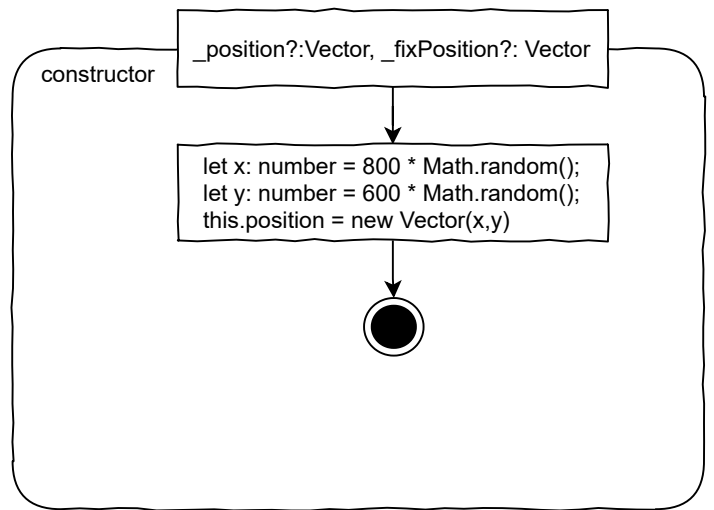 _position?:Vector, _fixPosition?: Vector
constructor
let x: number = 800 * Math.random();
let y: number = 600 * Math.random();
this.position = new Vector(x,y)